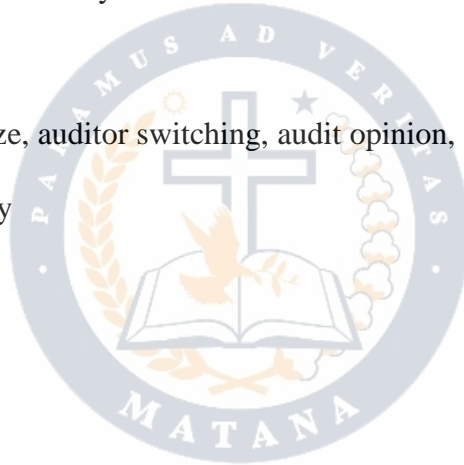 ze, auditor switching, audit opinion,
y
PARAMUS AD VERITAS
MATANA